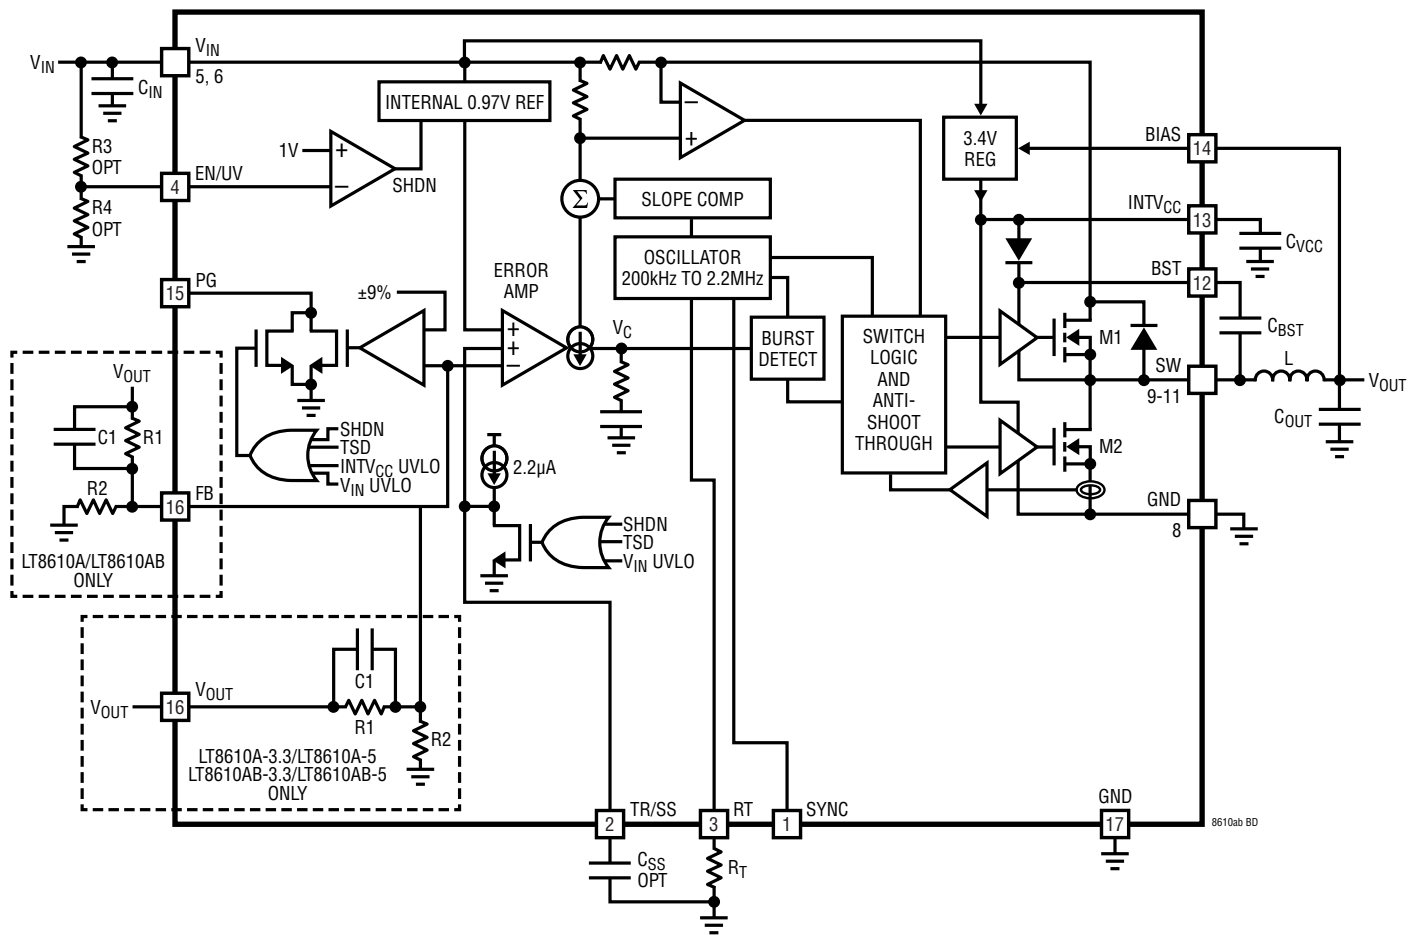 VIN
VIN
5, 6
CIN
R3
OPT
R4
OPT
4
EN/UV
1V
+
−
SHDN
INTERNAL 0.97V REF
−
+
Σ
SLOPE COMP
OSCILLATOR
200kHz TO 2.2MHz
3.4V
REG
BIAS
14
INTVCC
13
CVCC
BST
12
CBST
15
PG
±9%
ERROR
AMP
+
+
−
VC
BURST
DETECT
SWITCH
LOGIC
AND
ANTI-
SHOOT
THROUGH
M1
M2
SW
9-11
L
VOUT
COUT
GND
8
VOUT
C1
R1
R2
16
FB
LT8610A/LT8610AB
ONLY
SHDN
TSD
INTVCC UVLO
VIN UVLO
2.2µA
SHDN
TSD
VIN UVLO
VOUT
16
VOUT
C1
R1
R2
LT8610A-3.3/LT8610A-5
LT8610AB-3.3/LT8610AB-5
ONLY
2
TR/SS
3
RT
1
SYNC
GND
17
CSS
OPT
RT
8610ab BD